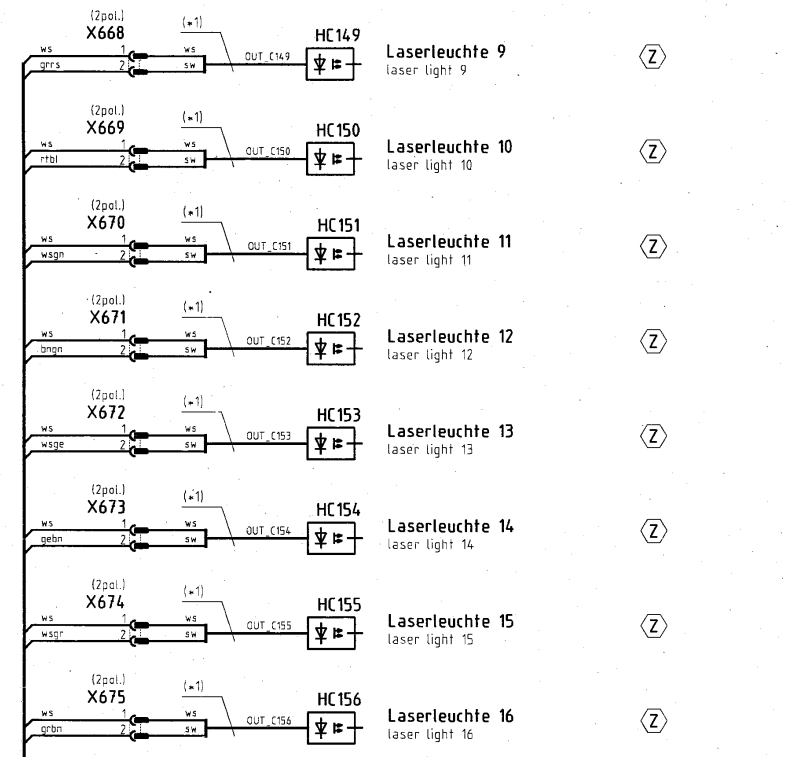 (2pol.)
X668
(*1)
HC149
ws 1 ws
grrs 2 sw
OUT_C149
Laserleuchte 9
laser light 9
Z
(2pol.)
X669
(*1)
HC150
ws 1 ws
rtbl 2 sw
OUT_C150
Laserleuchte 10
laser light 10
Z
(2pol.)
X670
(*1)
HC151
ws 1 ws
wsgn 2 sw
OUT_C151
Laserleuchte 11
laser light 11
Z
(2pol.)
X671
(*1)
HC152
ws 1 ws
bngn 2 sw
OUT_C152
Laserleuchte 12
laser light 12
Z
(2pol.)
X672
(*1)
HC153
ws 1 ws
wsge 2 sw
OUT_C153
Laserleuchte 13
laser light 13
Z
(2pol.)
X673
(*1)
HC154
ws 1 ws
gebn 2 sw
OUT_C154
Laserleuchte 14
laser light 14
Z
(2pol.)
X674
(*1)
HC155
ws 1 ws
wsgr 2 sw
OUT_C155
Laserleuchte 15
laser light 15
Z
(2pol.)
X675
(*1)
HC156
ws 1 ws
grbn 2 sw
OUT_C156
Laserleuchte 16
laser light 16
Z